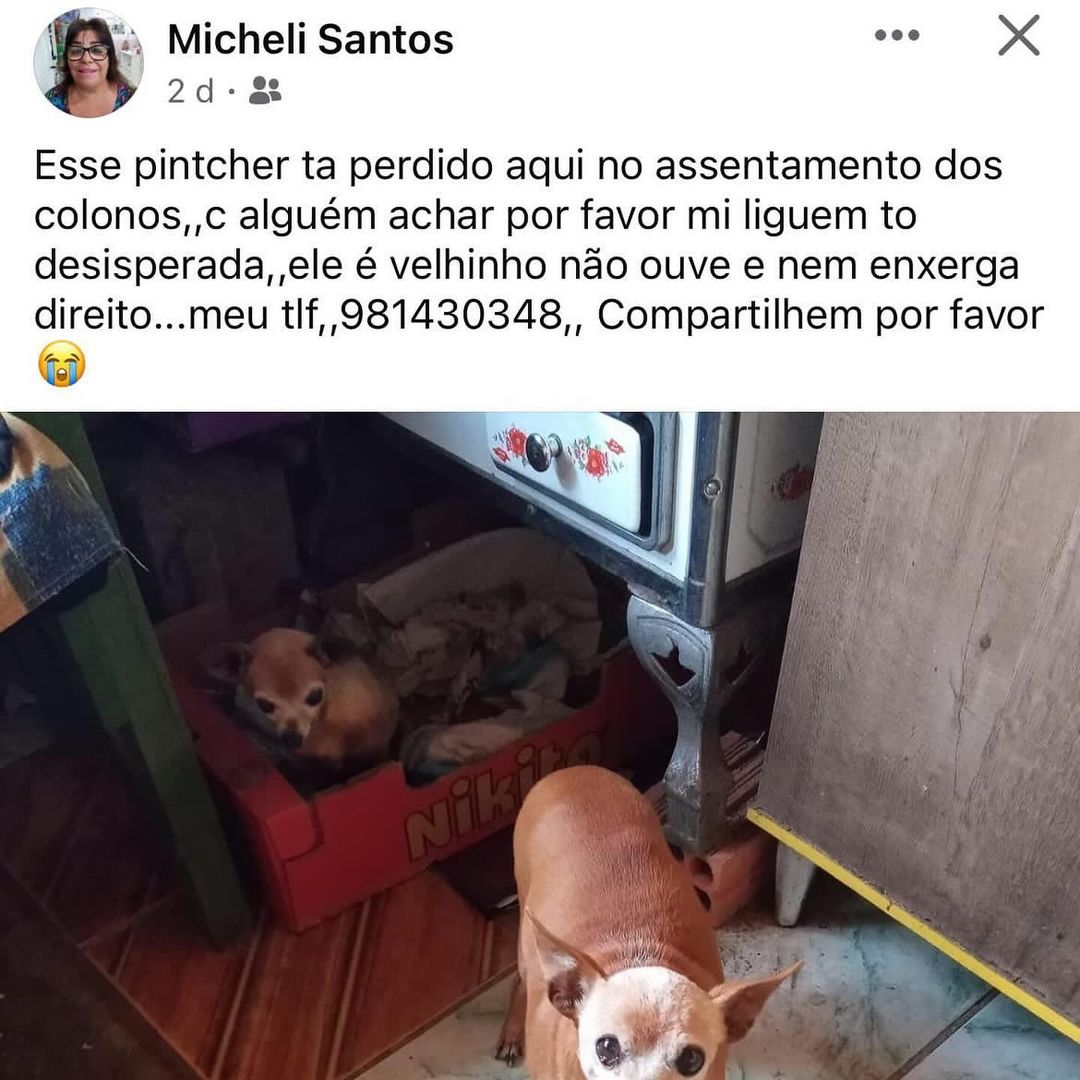 Micheli Santos
2 d ·
Esse pintcher ta perdido aqui no assentamento dos
colonos,,c alguém achar por favor mi liguem to
desisperada,,ele é velhinho não ouve e nem enxerga
direito...meu tlf,,981430348,, Compartilhem por favor
😭
Nikito